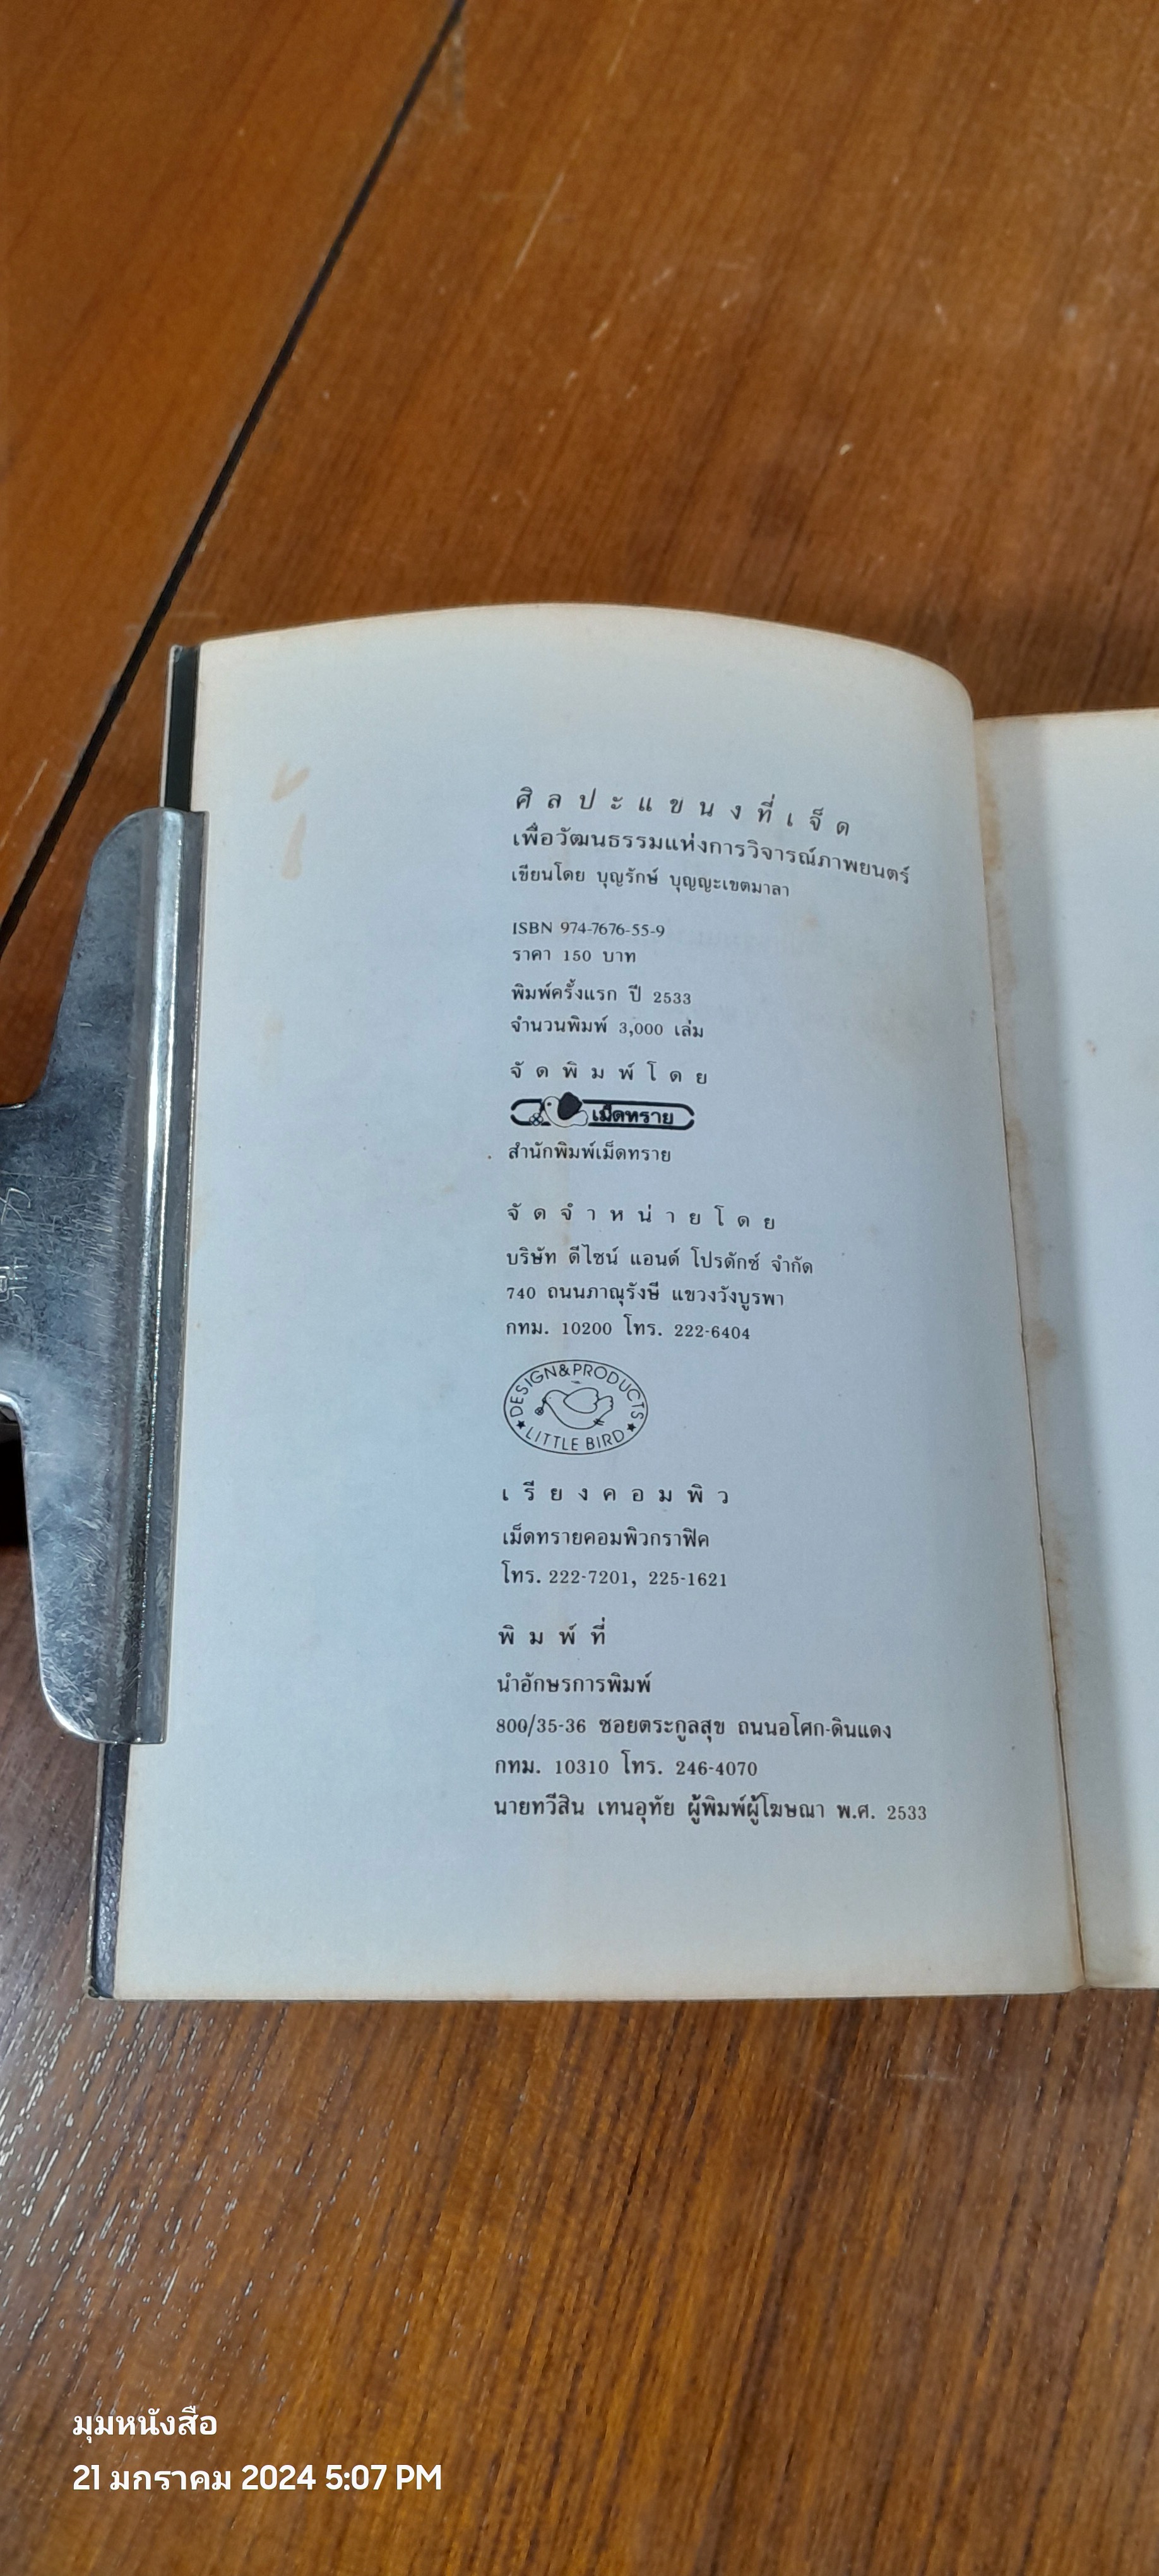 ศิลปะแขนงที่เจ็ด
เพื่อวัฒนธรรมแห่งการวิจารณ์ภาพยนตร์
เขียนโดย บุญรักษ์ บุญญะเขตมาลา
ISBN 974-7676-55-9
ราคา 150 บาท
พิมพ์ครั้งแรก ปี 2533
จำนวนพิมพ์ 3,000 เล่ม
จัดพิมพ์โดย
เม็ดทราย
สำนักพิมพ์เม็ดทราย
จัดจำหน่ายโดย
บริษัท ดีไซน์ แอนด์ โปรดักซ์ จำกัด
740 ถนนภาณุรังษี แขวงวังบูรพา
กทม. 10200 โทร. 222-6404
DESIGN&PRODUCTS
LITTLE BIRD
เรียงคอมพิว
เม็ดทรายคอมพิวกราฟิค
โทร. 222-7201, 225-1621
พิมพ์ที่
นำอักษรการพิมพ์
800/35-36 ซอยตระกูลสุข ถนนอโศก-ดินแดง
กทม. 10310 โทร. 246-4070
นายทวีสิน เทนอุทัย ผู้พิมพ์ผู้โฆษณา พ.ศ. 2533
มุมหนังสือ
21 มกราคม 2024 5:07 PM